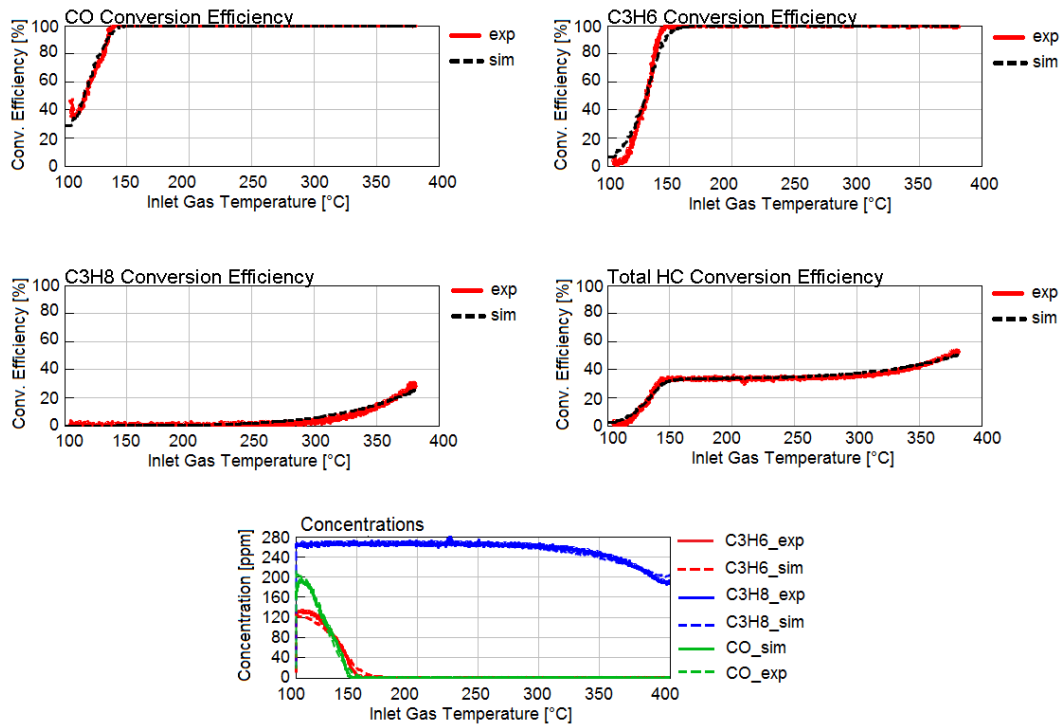 CO Conversion Efficiency
Conv. Efficiency [%]
100
80
60
40
20
0
100 150 200 250 300 350 400
Inlet Gas Temperature [°C]
exp
sim
C3H6 Conversion Efficiency
Conv. Efficiency [%]
100
80
60
40
20
0
100 150 200 250 300 350 400
Inlet Gas Temperature [°C]
exp
sim
C3H8 Conversion Efficiency
Conv. Efficiency [%]
100
80
60
40
20
0
100 150 200 250 300 350 400
Inlet Gas Temperature [°C]
exp
sim
Total HC Conversion Efficiency
Conv. Efficiency [%]
100
80
60
40
20
0
100 150 200 250 300 350 400
Inlet Gas Temperature [°C]
exp
sim
Concentrations
Concentration [ppm]
280
240
200
160
120
80
40
0
100 150 200 250 300 350 400
Inlet Gas Temperature [°C]
C3H6_exp
C3H6_sim
C3H8_exp
C3H8_sim
CO_sim
CO_exp